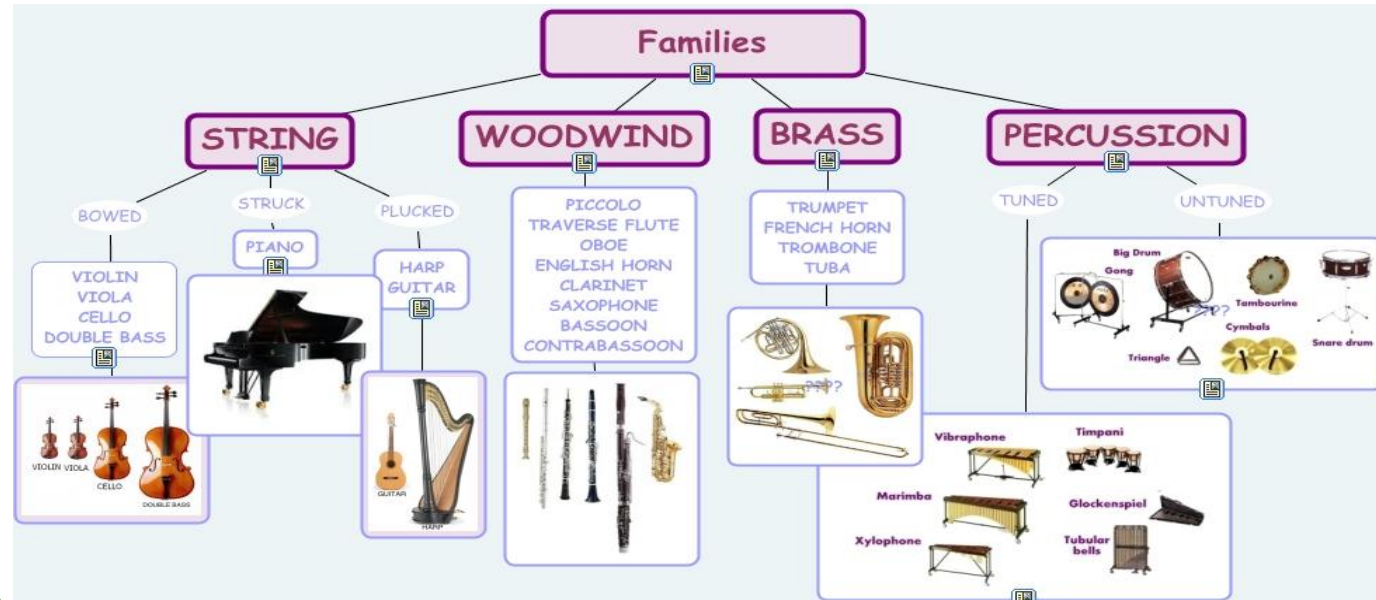 Families
STRING
WOODWIND
BRASS
PERCUSSION
BOWED
STRUCK
PLUCKED
TUNED
UNTUNED
VIOLIN
VIOLA
CELLO
DOUBLE BASS
PIANO
HARP
GUITAR
PICCOLO
TRAVERSE FLUTE
OBOE
ENGLISH HORN
CLARINET
SAXOPHONE
BASSOON
CONTRABASSOON
TRUMPET
FRENCH HORN
TROMBONE
TUBA
VIOLIN
VIOLA
CELLO
DOUBLE BASS
GUITAR
HARP
????
Big Drum
Gong
Tambourine
????
Cymbals
Triangle
Snare drum
Vibraphone
Timpani
Marimba
Glockenspiel
Xylophone
Tubular
bells